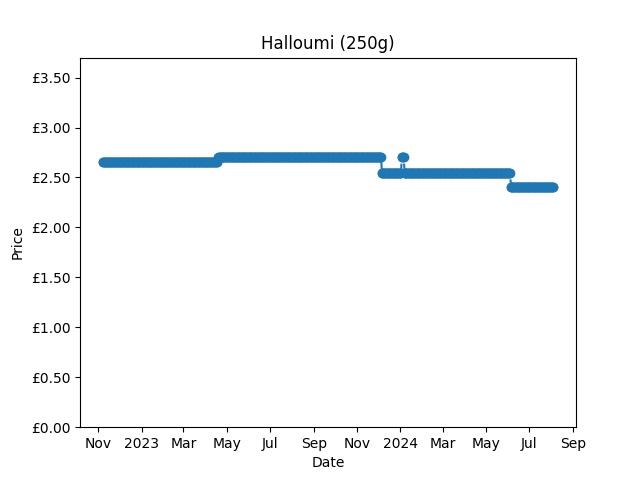 Halloumi (250g)
£3.50
£3.00
£2.50
£2.00
£1.50
£1.00
£0.50
£0.00
Price
Nov 2023 Mar May Jul Sep Nov 2024 Mar May Jul Sep
Date